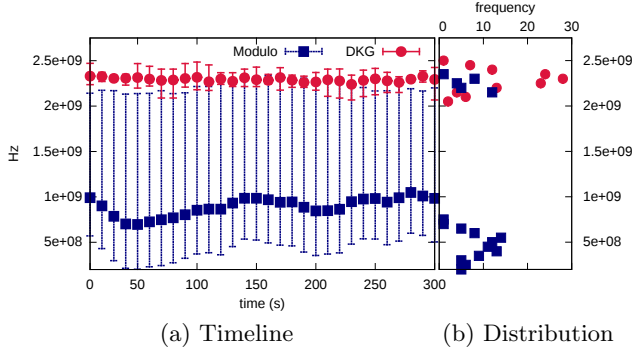 frequency
0 10 20 30
Modulo DKG
2.5e+09 2.5e+09
2e+09 2e+09
Hz
1.5e+09 1.5e+09
1e+09 1e+09
5e+08 5e+08
0 50 100 150 200 250 300
time (s)
(a) Timeline (b) Distribution